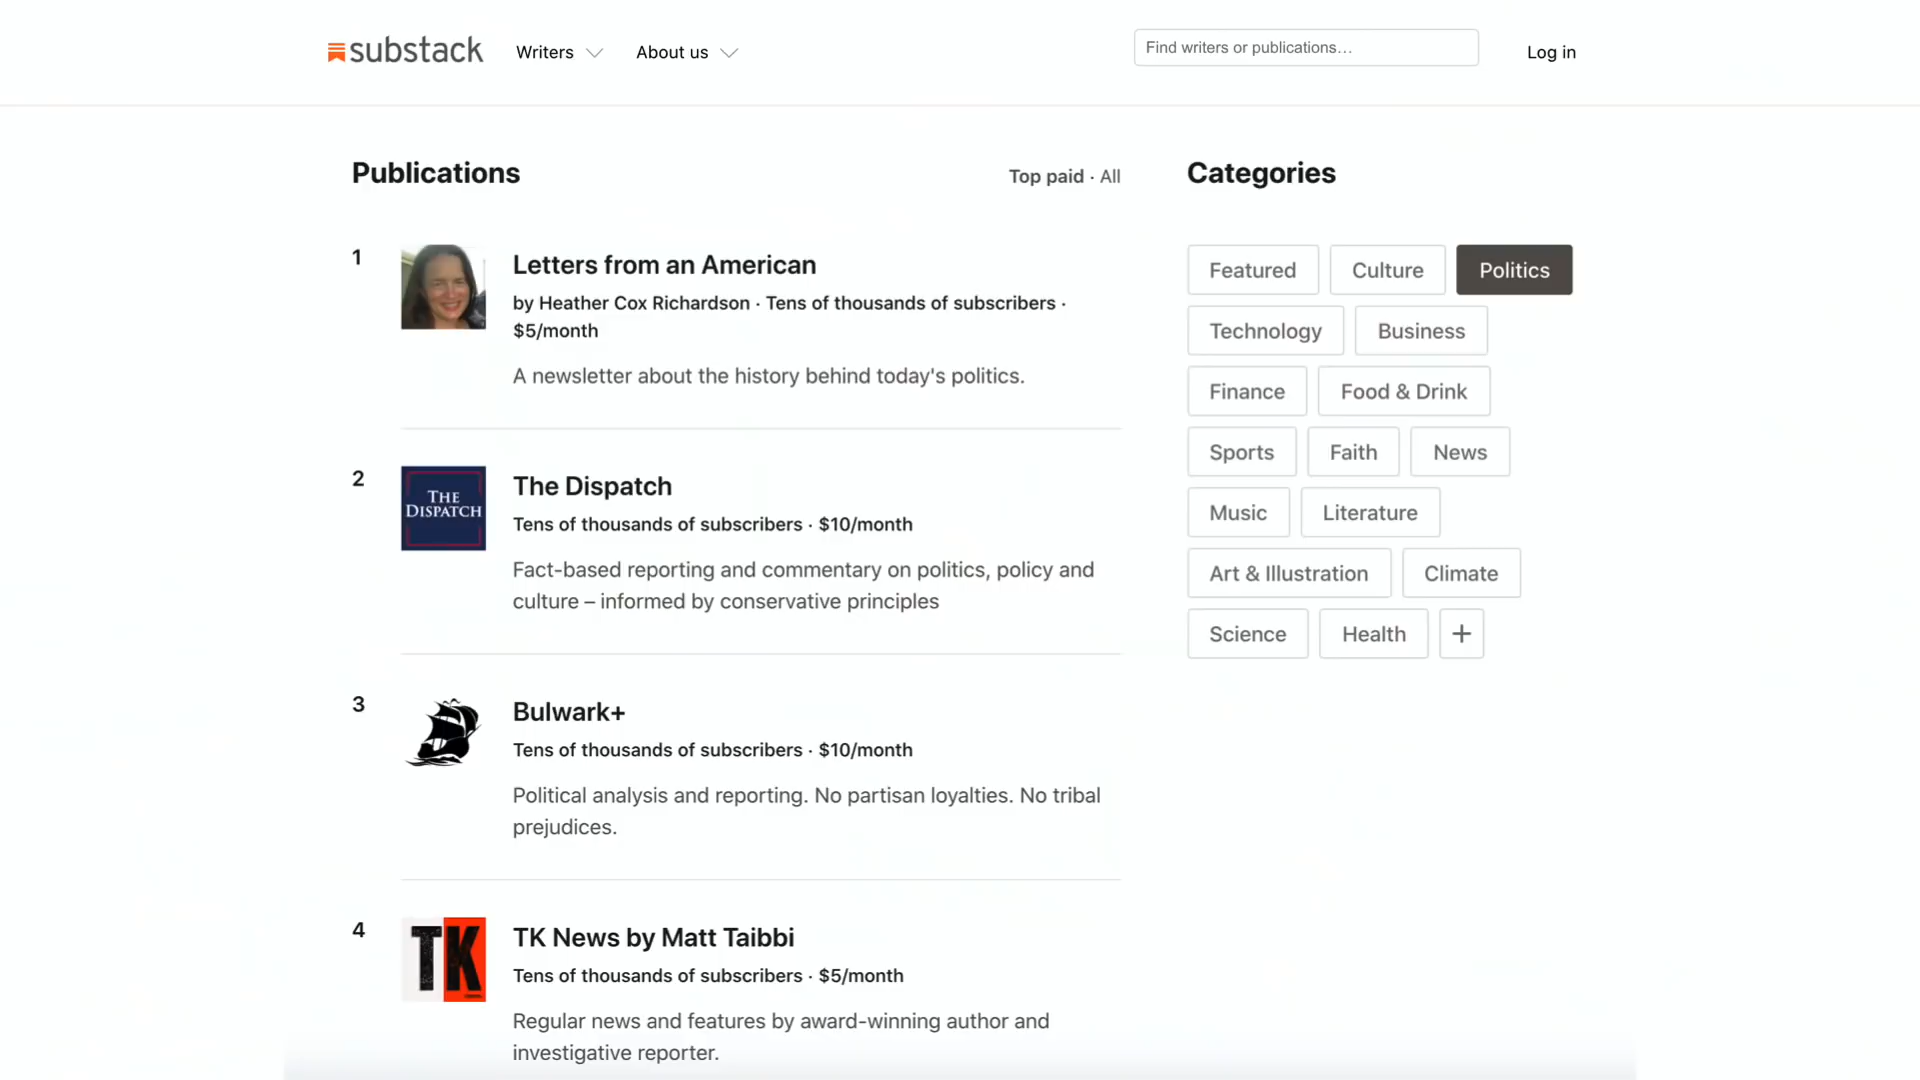 substack Writers About us Find writers or publications... Log in
Publications Top paid · All
1
Letters from an American
by Heather Cox Richardson · Tens of thousands of subscribers ·
$5/month
A newsletter about the history behind today's politics.
2
THE
DISPATCH
The Dispatch
Tens of thousands of subscribers · $10/month
Fact-based reporting and commentary on politics, policy and
culture – informed by conservative principles
3
Bulwark+
Tens of thousands of subscribers · $10/month
Political analysis and reporting. No partisan loyalties. No tribal
prejudices.
4
TK
TK News by Matt Taibbi
Tens of thousands of subscribers · $5/month
Regular news and features by award-winning author and
investigative reporter.
Categories
Featured Culture Politics
Technology Business
Finance Food & Drink
Sports Faith News
Music Literature
Art & Illustration Climate
Science Health +